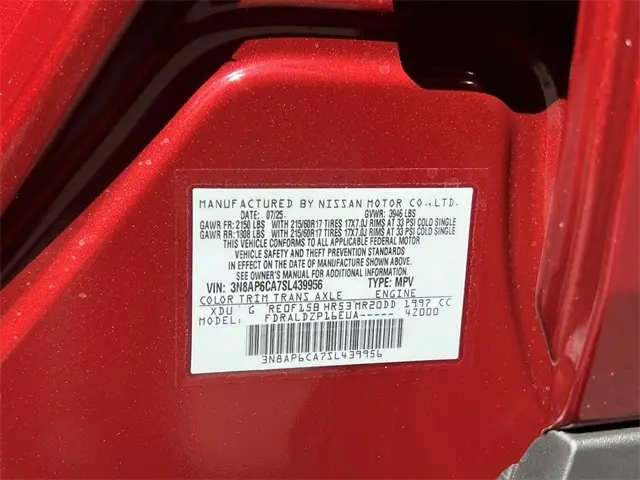 MANUFACTURED BY NISSAN MOTOR CO.,LTD.
DATE: 07/25 GVWR: 3946 LBS
GAWR FR: 2150 LBS WITH 215/60R17 TIRES 17X7.0J RIMS AT 33 PSI COLD SINGLE
GAWR RR: 1808 LBS WITH 215/60R17 TIRES 17X7.0J RIMS AT 33 PSI COLD SINGLE
THIS VEHICLE CONFORMS TO ALL APPLICABLE FEDERAL MOTOR
VEHICLE SAFETY AND THEFT PREVENTION STANDARDS
IN EFFECT ON THE DATE OF MANUFACTURE SHOWN ABOVE.
SEE OWNER'S MANUAL FOR ADDITIONAL INFORMATION.
VIN: 3N8AP6CA7SL439956 TYPE: MPV
COLOR TRIM TRANS AXLE ENGINE
XDU G RE0F15B HR53 MR20DD 1997 CC
MODEL: FDRALDZP16EUA----- 4Z000
3N8AP6CA7SL439956